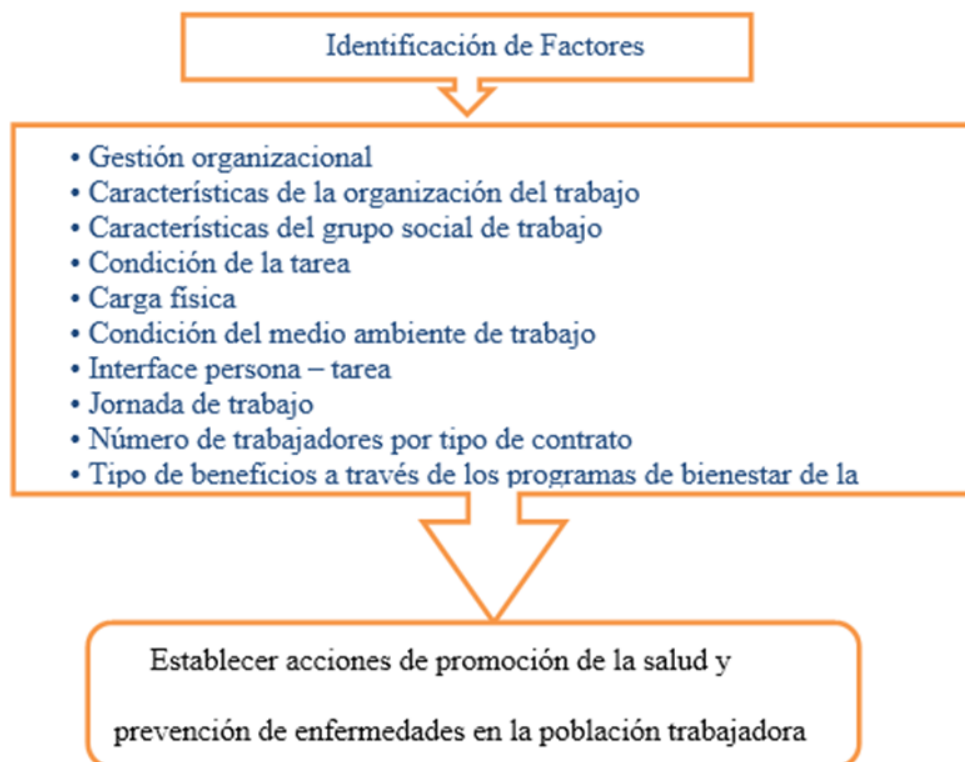 Identificación de Factores
• Gestión organizacional
• Características de la organización del trabajo
• Características del grupo social de trabajo
• Condición de la tarea
• Carga física
• Condición del medio ambiente de trabajo
• Interface persona – tarea
• Jornada de trabajo
• Número de trabajadores por tipo de contrato
• Tipo de beneficios a través de los programas de bienestar de la
Establecer acciones de promoción de la salud y
prevención de enfermedades en la población trabajadora